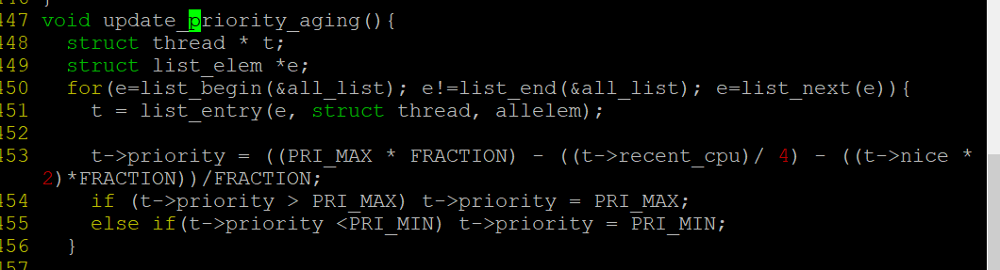 447 void update_priority_aging(){
448   struct thread * t;
449   struct list_elem *e;
450   for(e=list_begin(&all_list); e!=list_end(&all_list); e=list_next(e)){
451     t = list_entry(e, struct thread, allelem);
452
453     t->priority = ((PRI_MAX * FRACTION) - ((t->recent_cpu)/ 4) - ((t->nice *
2)*FRACTION))/FRACTION;
454     if (t->priority > PRI_MAX) t->priority = PRI_MAX;
455     else if(t->priority <PRI_MIN) t->priority = PRI_MIN;
456   }
457